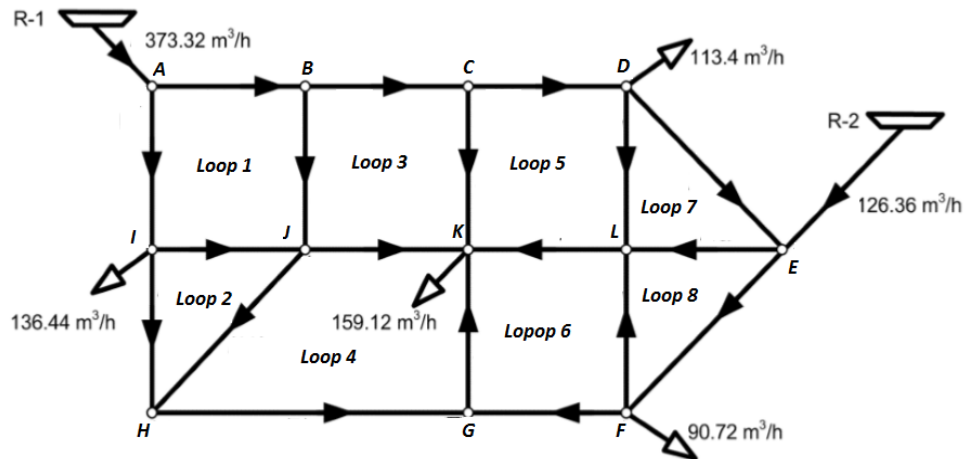 R-1
373.32 m³/h
A
B
C
D
113.4 m³/h
R-2
Loop 1
Loop 3
Loop 5
Loop 7
126.36 m³/h
I
J
K
L
E
136.44 m³/h
Loop 2
159.12 m³/h
Loop 8
Loop 4
Lopop 6
H
G
F
90.72 m³/h